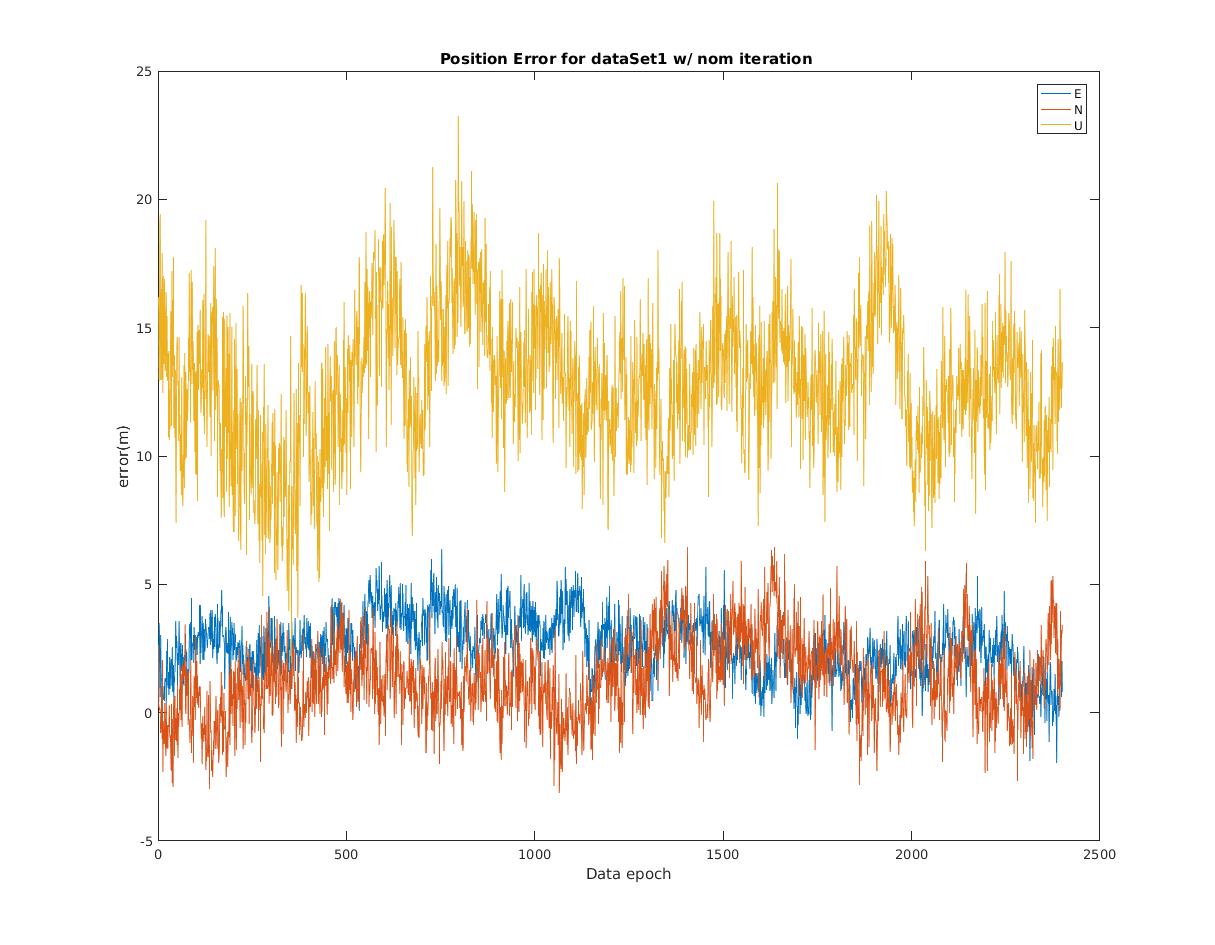 Position Error for dataSet1 w/ nom iteration
E
N
U
25
20
15
10
5
0
-5
error(m)
0 500 1000 1500 2000 2500
Data epoch